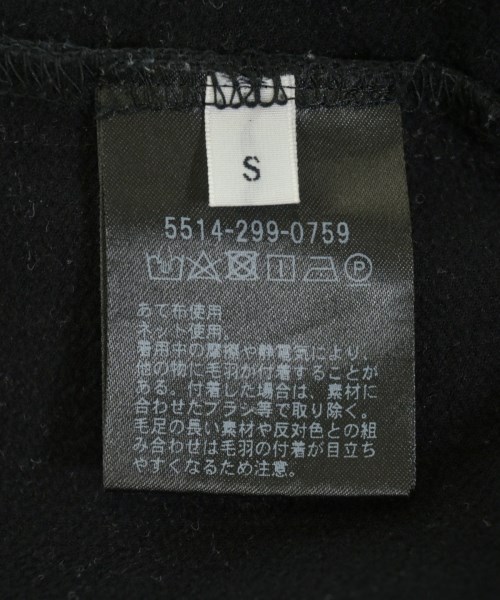 S
5514-299-0759
あて布使用
ネット使用。
着用中の摩擦や静電気により、
他の物に毛羽が付着することが
ある。付着した場合は、素材に
合わせたブラシ等で取り除く。
毛足の長い素材や反対色との組
み合わせは毛羽の付着が目立ち
やすくなるため注意。